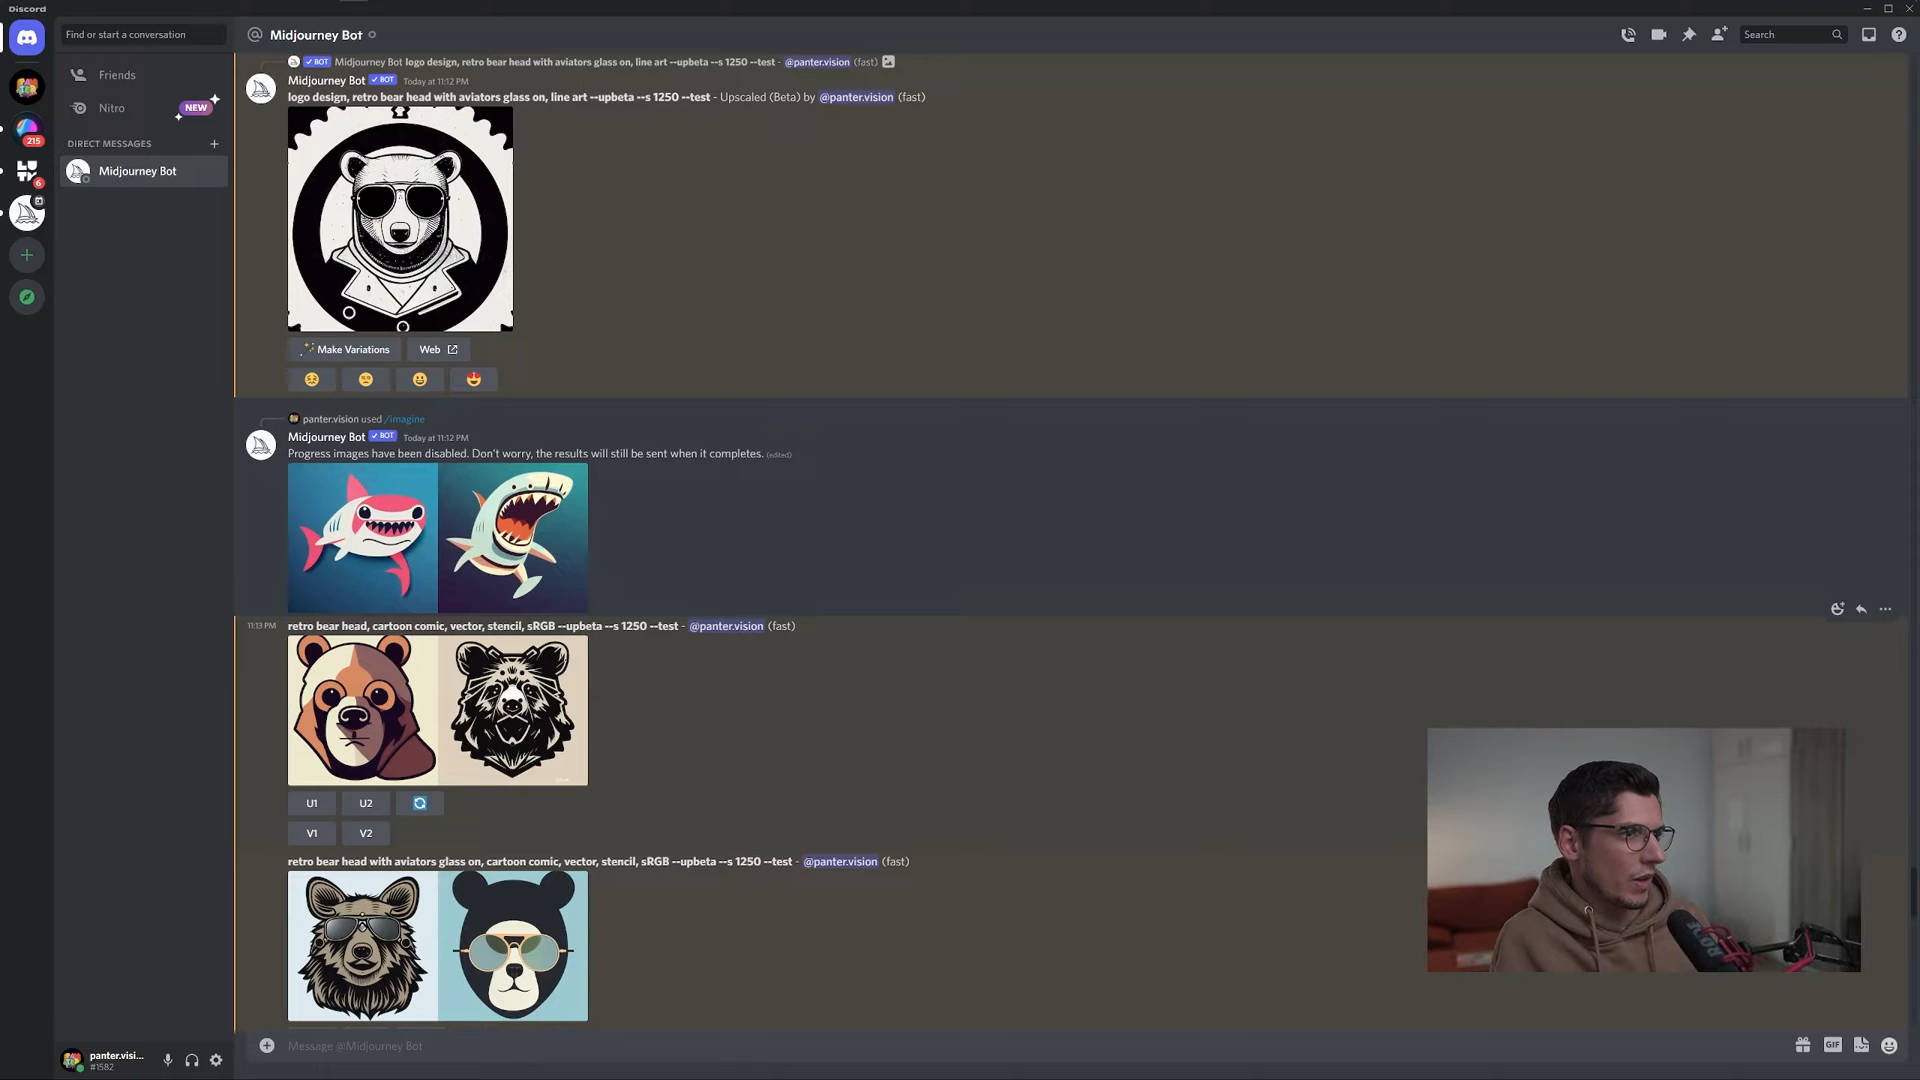 Discord
Find or start a conversation
Midjourney Bot
Search
Friends
Nitro
NEW
DIRECT MESSAGES
215
Midjourney Bot
6
BOT Midjourney Bot logo design, retro bear head with aviators glass on, line art --upbeta --s 1250 --test - @panter.vision (fast)
Midjourney Bot BOT Today at 11:12 PM
logo design, retro bear head with aviators glass on, line art --upbeta --s 1250 --test - Upscaled (Beta) by @panter.vision (fast)
Make Variations
Web
panter.vision used /imagine
Midjourney Bot BOT Today at 11:12 PM
Progress images have been disabled. Don't worry, the results will still be sent when it completes. (edited)
11:13 PM
retro bear head, cartoon comic, vector, stencil, sRGB --upbeta --s 1250 --test - @panter.vision (fast)
U1
U2
V1
V2
retro bear head with aviators glass on, cartoon comic, vector, stencil, sRGB --upbeta --s 1250 --test - @panter.vision (fast)
RODE
Message @Midjourney Bot
GIF
panter.visi...
#1582